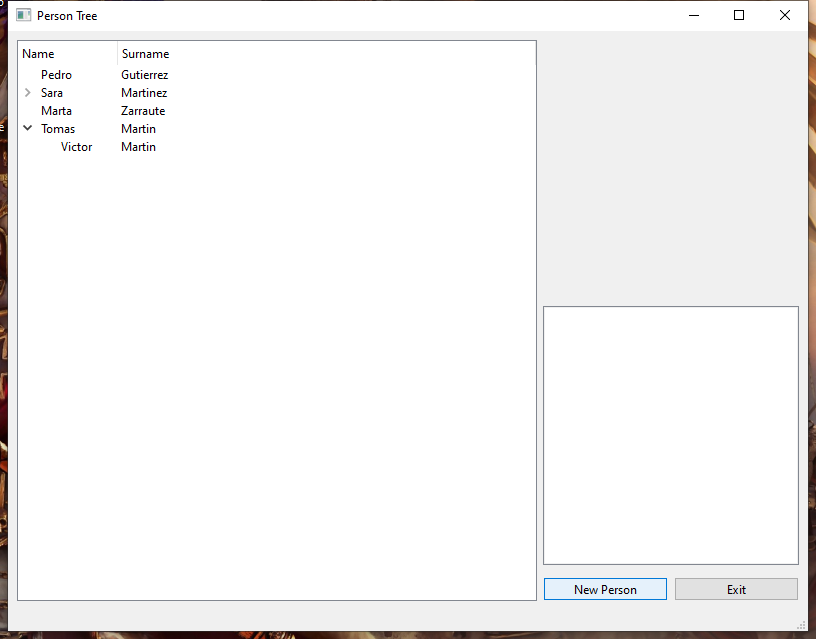 Person Tree
Name Surname
Pedro Gutierrez
Sara Martinez
Marta Zarraute
Tomas Martin
Victor Martin
New Person Exit